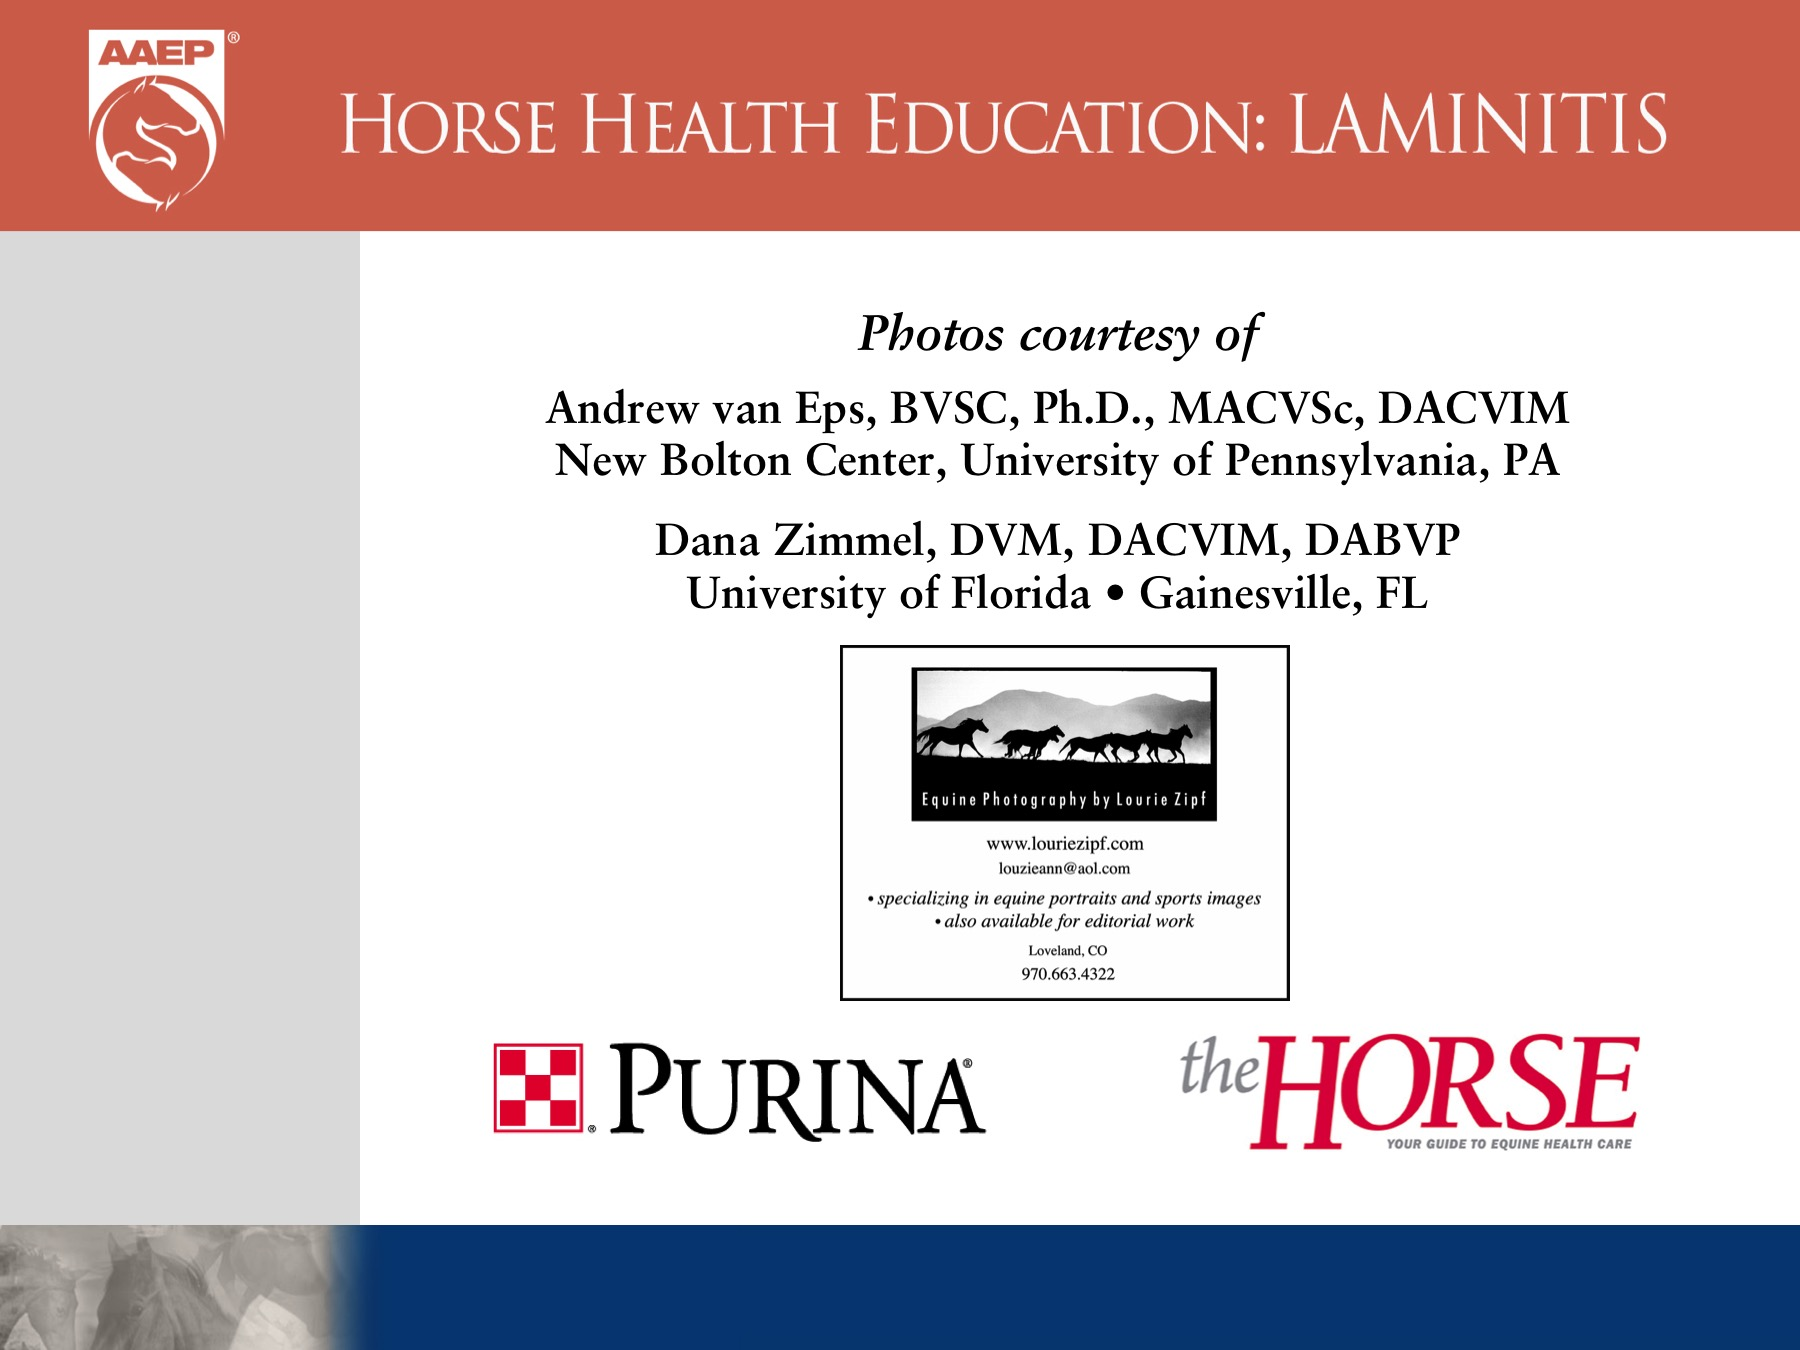 AAEP®
HORSE HEALTH EDUCATION: LAMINITIS
Photos courtesy of
Andrew van Eps, BVSC, Ph.D., MACVSc, DACVIM
New Bolton Center, University of Pennsylvania, PA
Dana Zimmel, DVM, DACVIM, DABVP
University of Florida • Gainesville, FL
Equine Photography by Lourie Zipf
www.louriezipf.com
louzieann@aol.com
• specializing in equine portraits and sports images
• also available for editorial work
Loveland, CO
970.663.4322
® PURINA®
the HORSE
YOUR GUIDE TO EQUINE HEALTH CARE